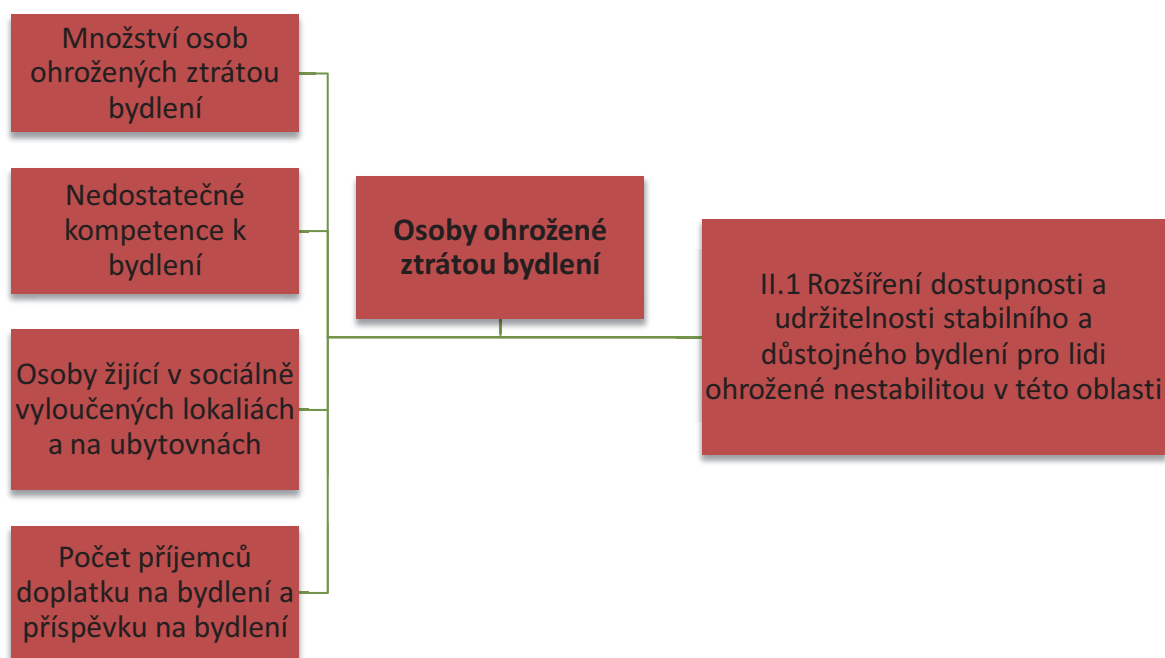 Množství osob
ohrožených ztrátou
bydlení
Nedostatečné
kompetence k
bydlení
Osoby žijící v sociálně
vyloučených lokaliách
a na ubytovnách
Počet příjemců
doplatku na bydlení a
příspěvku na bydlení
Osoby ohrožené
ztrátou bydlení
II.1 Rozšíření dostupnosti a
udržitelnosti stabilního a
důstojného bydlení pro lidi
ohrožené nestabilitou v této oblasti